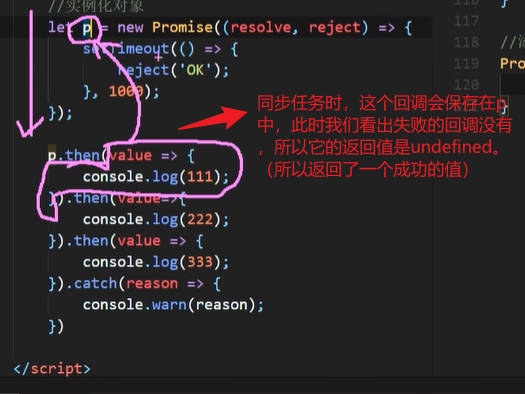 //实例化对象
let p = new Promise((resolve, reject) => {
setTimeout(() => {
reject('OK');
}, 1000);
});
p.then(value => {
console.log(111);
}).then(value=>{
console.log(222);
}).then(value => {
console.log(333);
}).catch(reason => {
console.warn(reason);
})
</script>
同步任务时，这个回调会保存在p
中，此时我们看出失败的回调没有
，所以它的返回值是undefined。
（所以返回了一个成功的值）
117
118
119
120
}
Pro
}